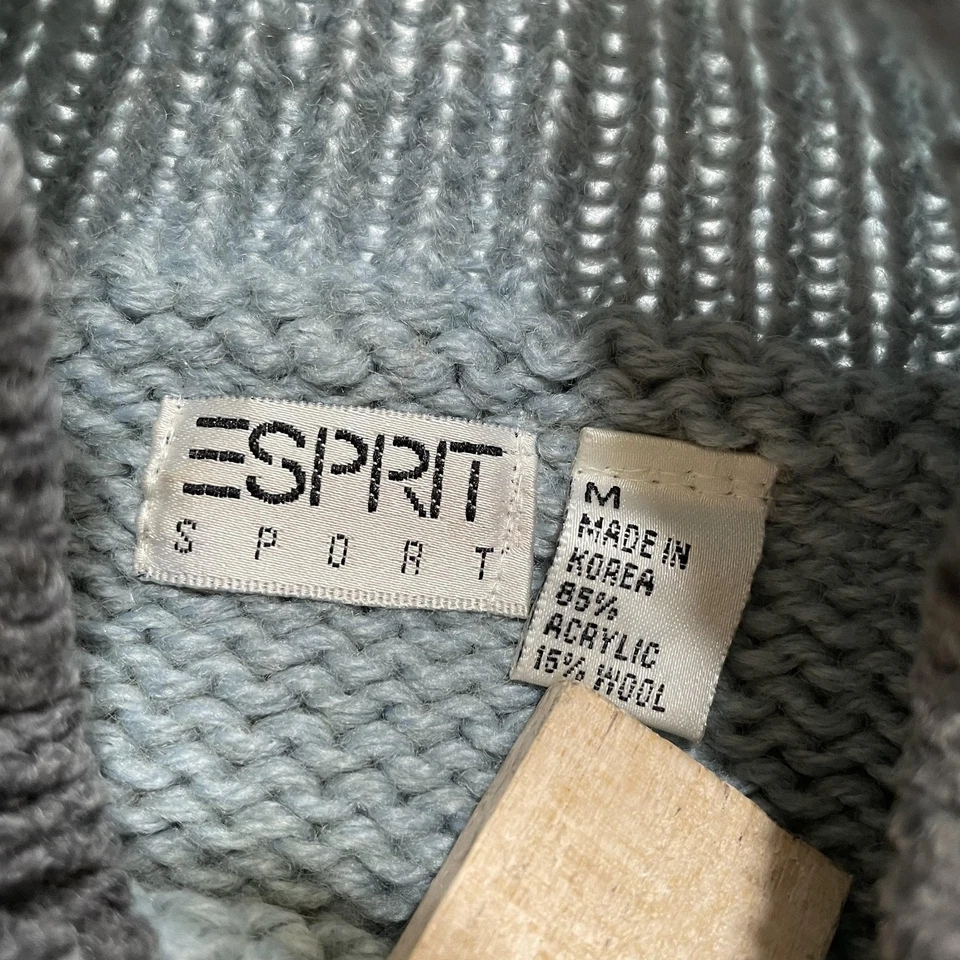 ESPRIT
SPORT
M
MADE IN
KOREA
85%
ACRYLIC
15% WOOL